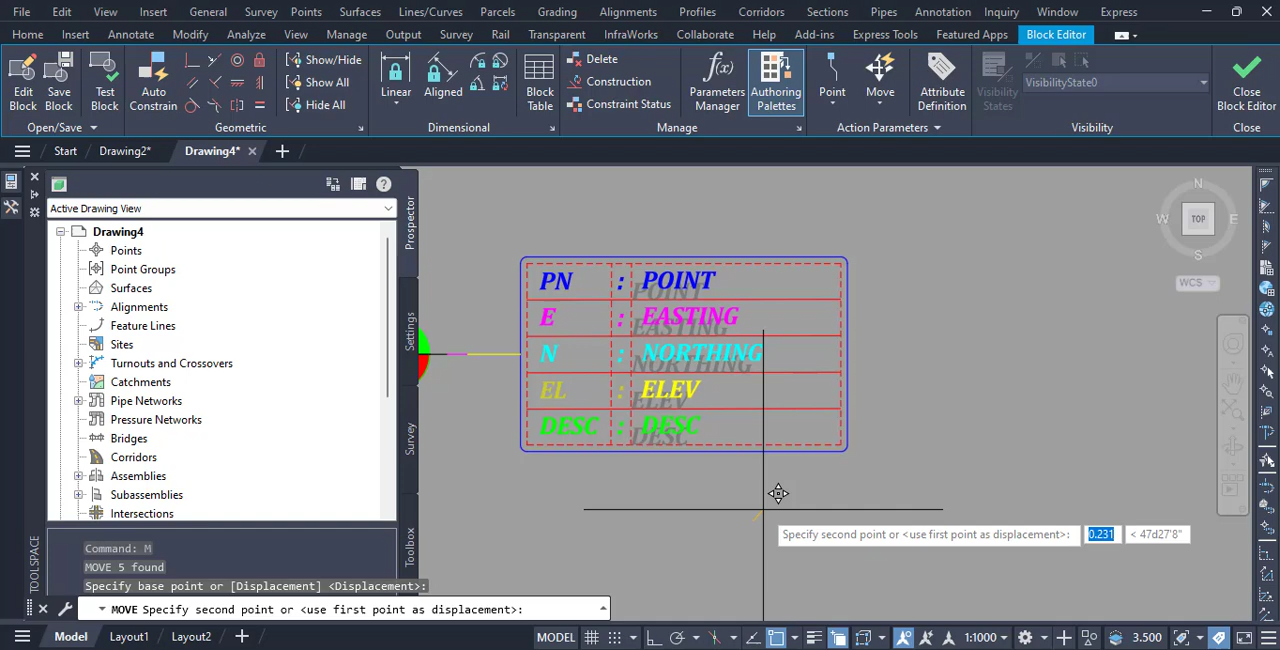 File Edit View Insert General Survey Points Surfaces Lines/Curves Parcels Grading Alignments Profiles Corridors Sections Pipes Annotation Inquiry Window Express
Home Insert Annotate Modify Analyze View Manage Output Survey Rail Transparent InfraWorks Collaborate Help Add-ins Express Tools Featured Apps Block Editor
Edit Block
Save Block
Test Block
Auto Constrain
Show/Hide
Show All
Hide All
Linear
Aligned
Block Table
Delete
Construction
Constraint Status
f(x)
Parameters Manager
Authoring Palettes
Point
Move
Attribute Definition
Visibility States
VisibilityState0
Close Block Editor
Open/Save Geometric Dimensional Manage Action Parameters Visibility Close
Start Drawing2* Drawing4*
Active Drawing View
Drawing4
Points
Point Groups
Surfaces
Alignments
Feature Lines
Sites
Turnouts and Crossovers
Catchments
Pipe Networks
Pressure Networks
Bridges
Corridors
Assemblies
Subassemblies
Intersections
Prospector
Settings
Survey
Toolbox
TOOLSPACE
PN : POINT
POINT
E : EASTING
EASTING
N : NORTHING
NORTHING
EL : ELEV
ELEV
DESC : DESC
DESC
N
W TOP E
S
WCS
Specify second point or <use first point as displacement>: 0.231 < 47d27'8"
Command: M
MOVE 5 found
Specify base point or [Displacement] <Displacement>:
MOVE Specify second point or <use first point as displacement>:
Model Layout1 Layout2
MODEL 1:1000 3.500